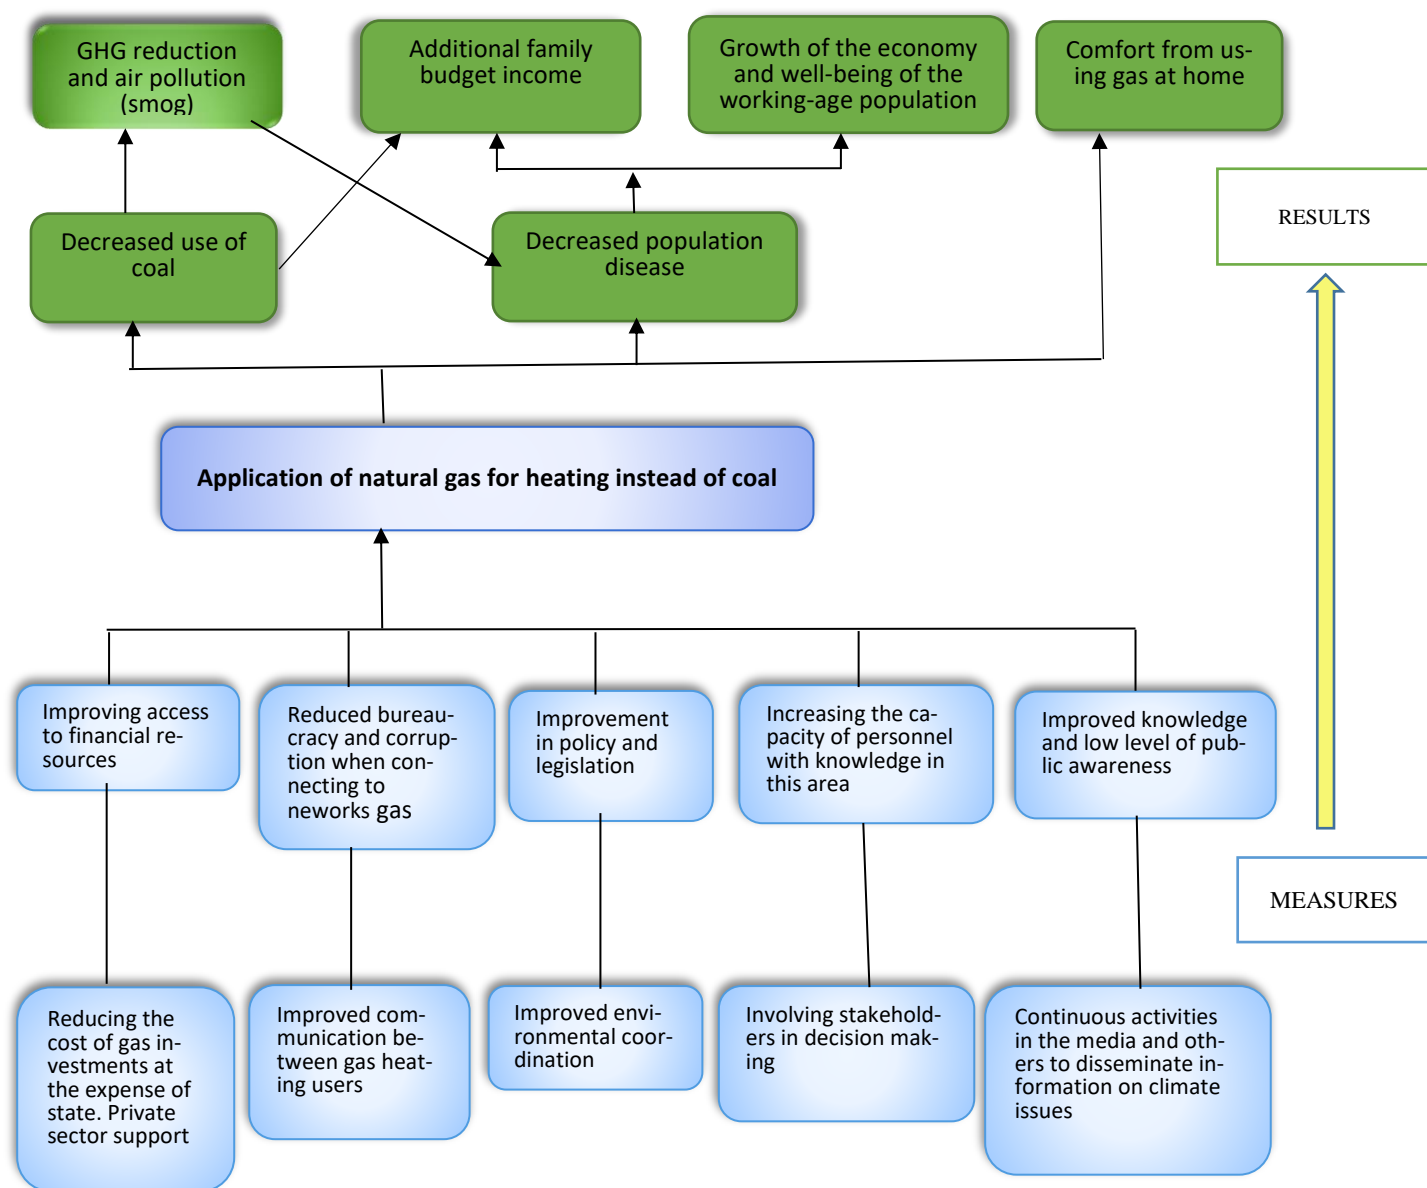 GHG reduction
and air pollution
(smog)
Additional family
budget income
Growth of the economy
and well-being of the
working-age population
Comfort from us-
ing gas at home
RESULTS
Decreased use of
coal
Decreased population
disease
Application of natural gas for heating instead of coal
Improving access
to financial re-
sources
Reduced bureau-
cracy and corrup-
tion when con-
necting to
neworks gas
Improvement
in policy and
legislation
Increasing the ca-
pacity of personnel
with knowledge in
this area
Improved knowledge
and low level of pub-
lic awareness
MEASURES
Reducing the
cost of gas in-
vestments at
the expense of
state. Private
sector support
Improved com-
munication be-
tween gas heat-
ing users
Improved envi-
ronmental coor-
dination
Involving stakehold-
ers in decision mak-
ing
Continuous activities
in the media and oth-
ers to disseminate in-
formation on climate
issues